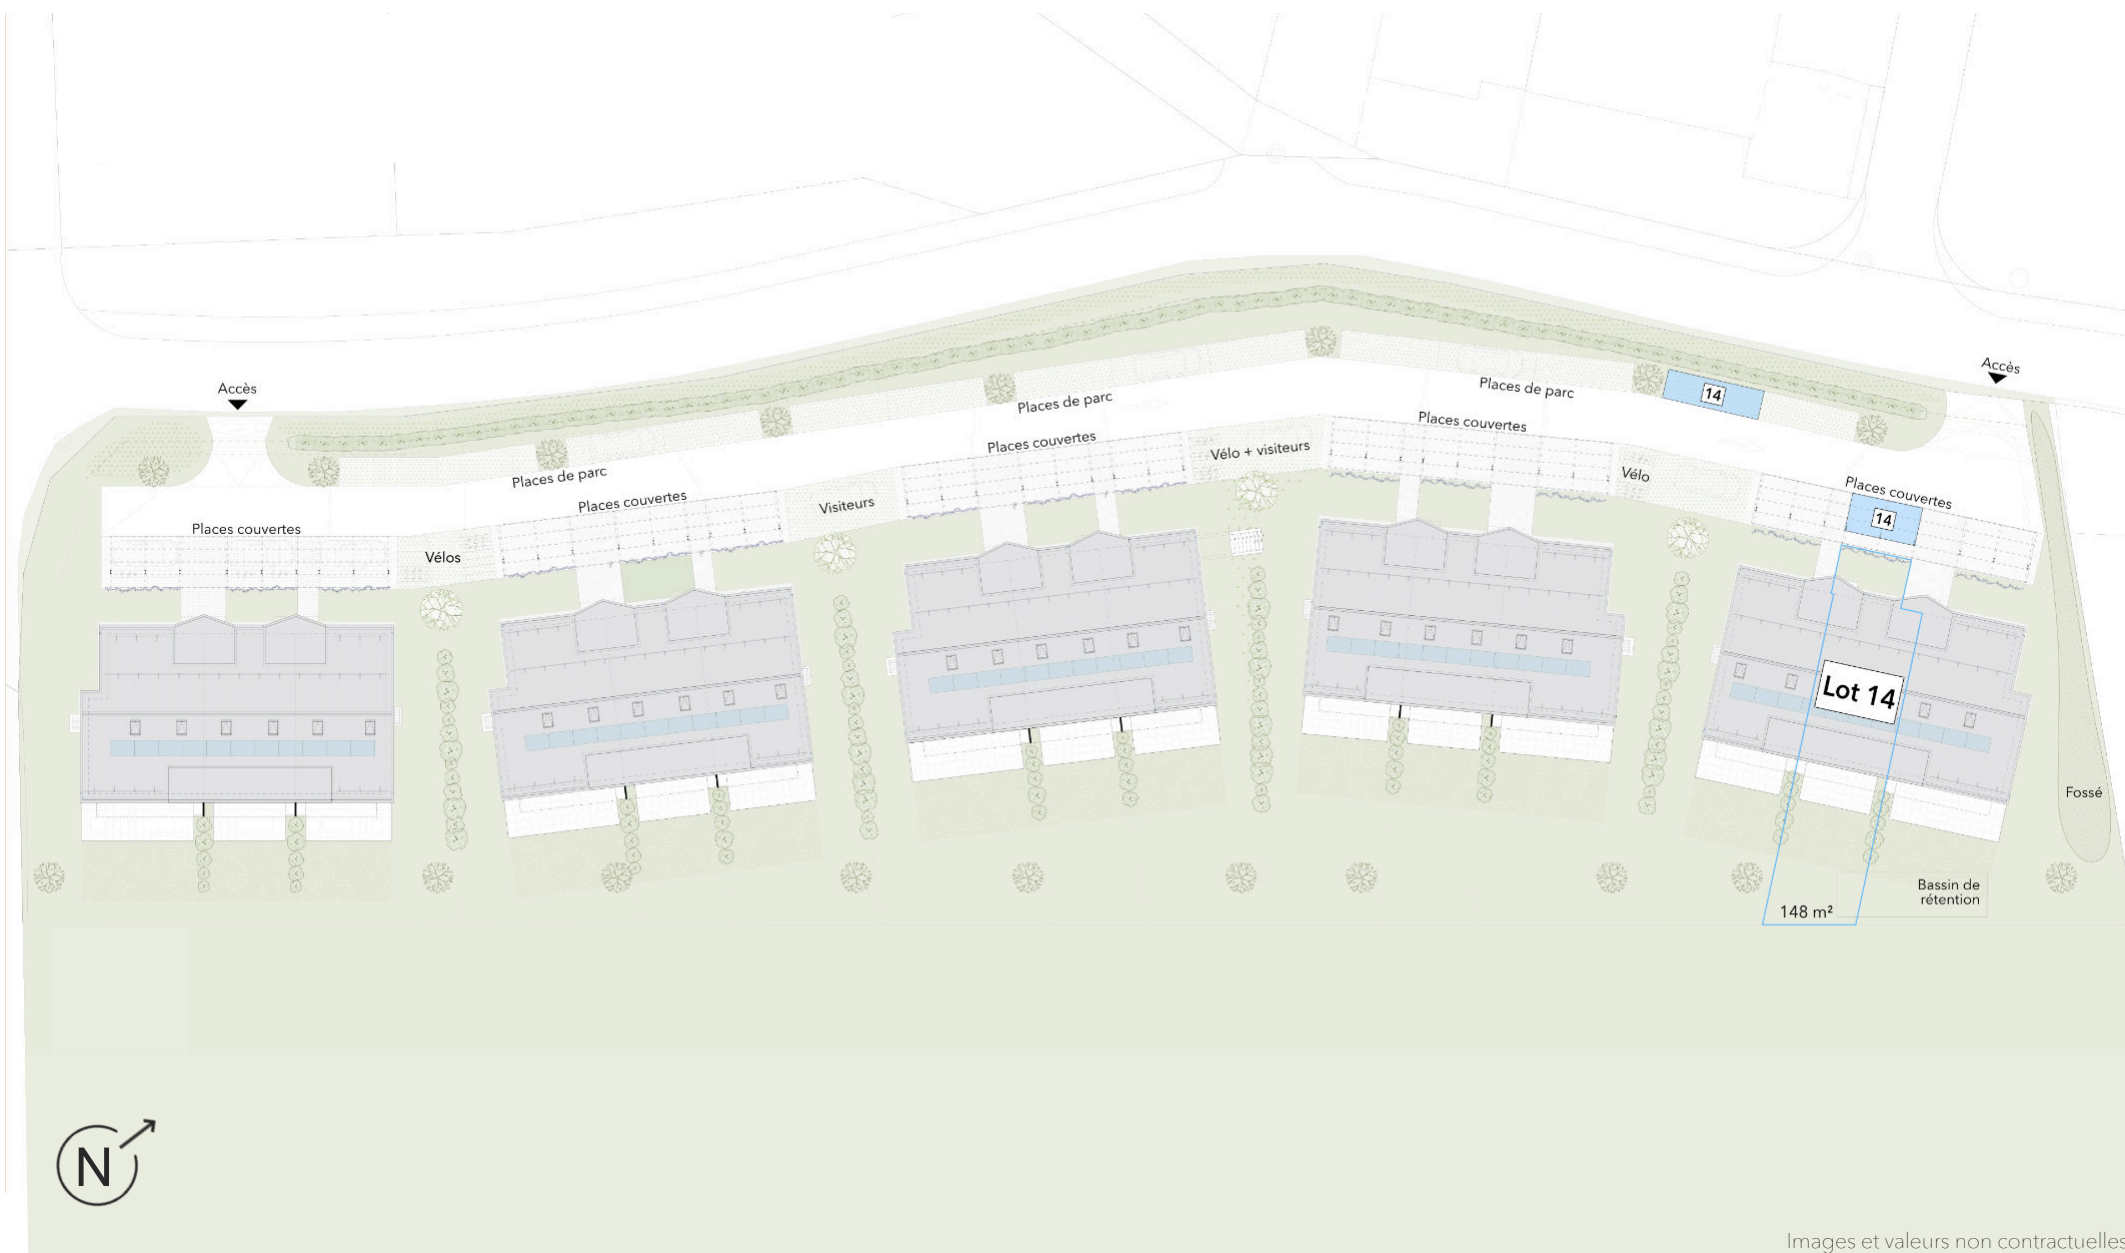 Accès
Accès
Places de parc
14
Places de parc
Places couvertes
Places couvertes
Vélo + visiteurs
Vélo
Places de parc
Places couvertes
Places couvertes
14
Visiteurs
Places couvertes
Vélos
Lot 14
Fossé
Bassin de
rétention
148 m²
N
Images et valeurs non contractuelles